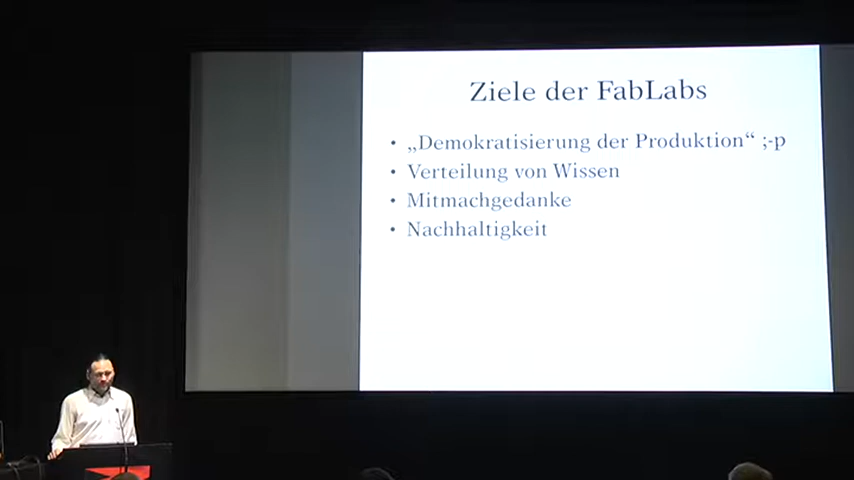 Ziele der FabLabs
• „Demokratisierung der Produktion“ ;-p
• Verteilung von Wissen
• Mitmachgedanke
• Nachhaltigkeit